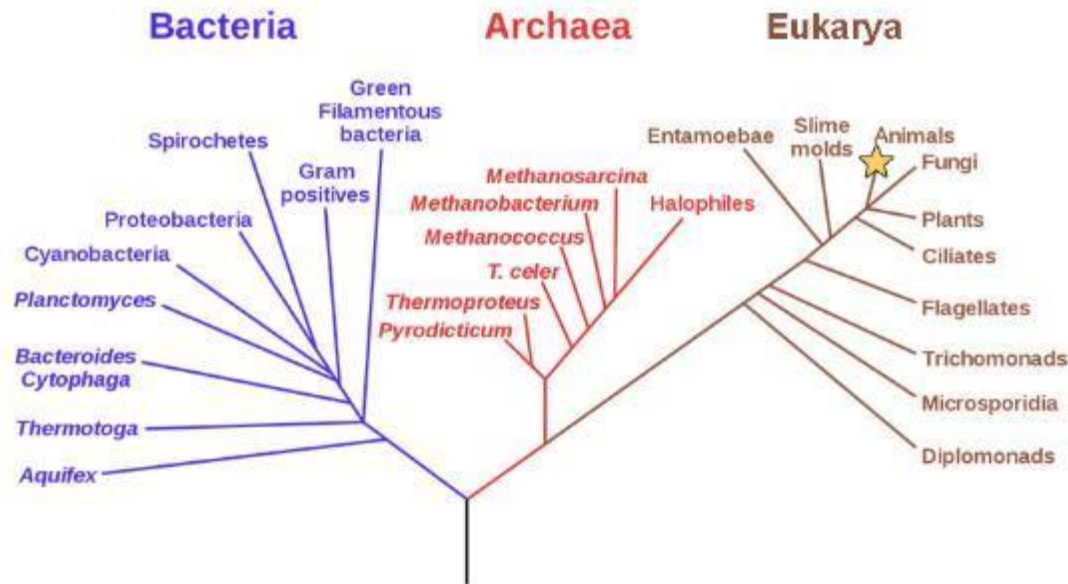 Bacteria
Archaea
Eukarya
Green
Filamentous
bacteria
Spirochetes
Gram
positives
Proteobacteria
Cyanobacteria
Planctomyces
Bacteroides
Cytophaga
Thermotoga
Aquifex
Methanosarcina
Methanobacterium
Halophiles
Methanococcus
T. celer
Thermoproteus
Pyrodicticum
Entamoebae
Slime
molds
Animals
Fungi
Plants
Ciliates
Flagellates
Trichomonads
Microsporidia
Diplomonads